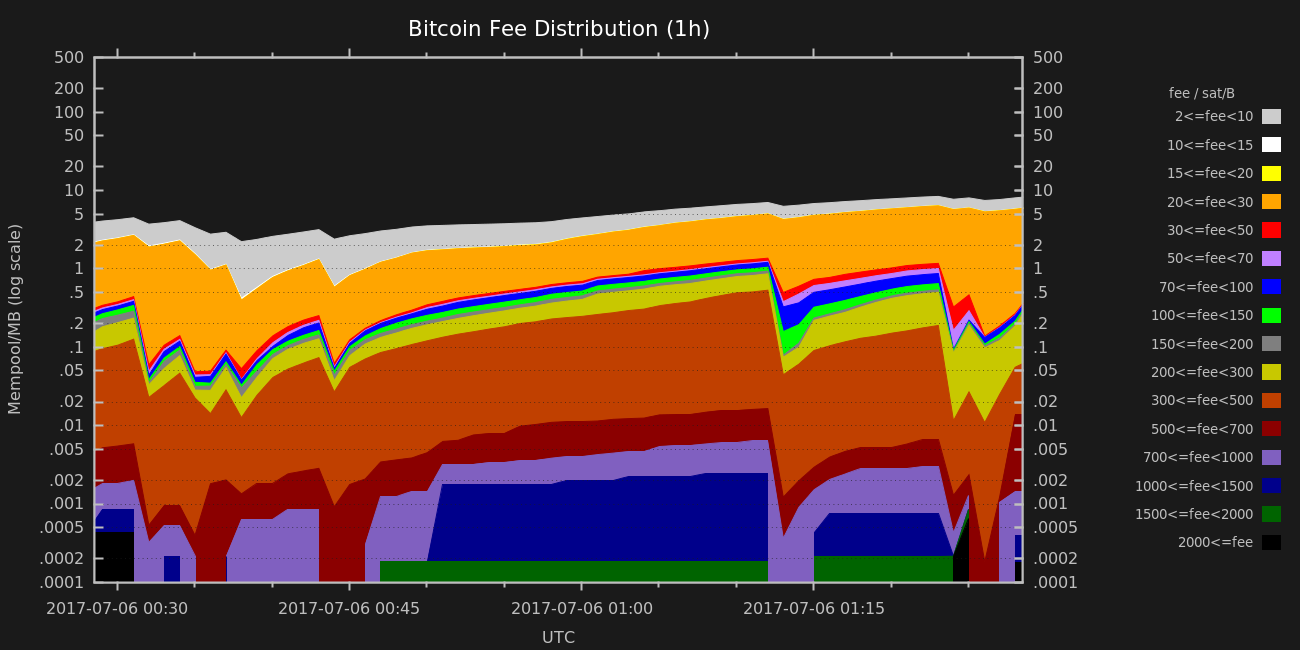 Bitcoin Fee Distribution (1h)
Mempool/MB (log scale)
500
200
100
50
20
10
5
2
1
.5
.2
.1
.05
.02
.01
.005
.002
.001
.0005
.0002
.0001
500
200
100
50
20
10
5
2
1
.5
.2
.1
.05
.02
.01
.005
.002
.001
.0005
.0002
.0001
2017-07-06 00:30 2017-07-06 00:45 2017-07-06 01:00 2017-07-06 01:15
UTC
fee / sat/B
2<=fee<10
10<=fee<15
15<=fee<20
20<=fee<30
30<=fee<50
50<=fee<70
70<=fee<100
100<=fee<150
150<=fee<200
200<=fee<300
300<=fee<500
500<=fee<700
700<=fee<1000
1000<=fee<1500
1500<=fee<2000
2000<=fee